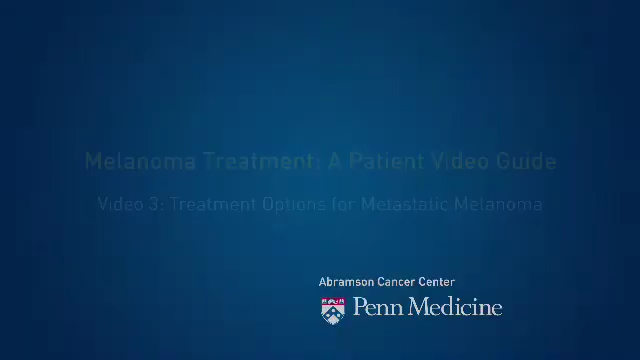 Melanoma Treatment: A Patient Video Guide
Video 3: Treatment Options for Metastatic Melanoma
Abramson Cancer Center
Penn Medicine